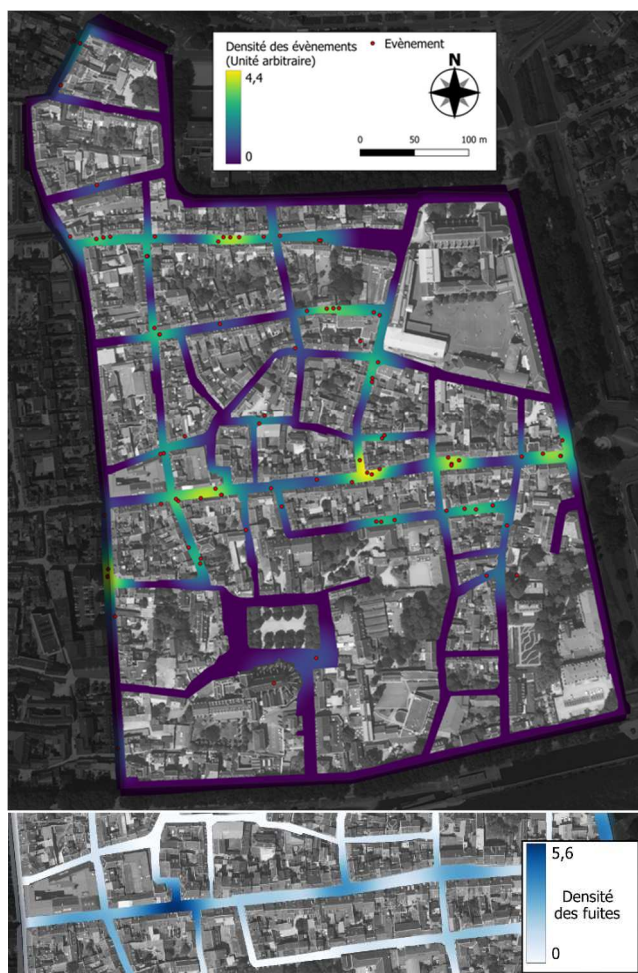 Densité des évènements
(Unité arbitraire)
Evènement
4,4
0
N
0 50 100 m
5,6
Densité
des fuites
0